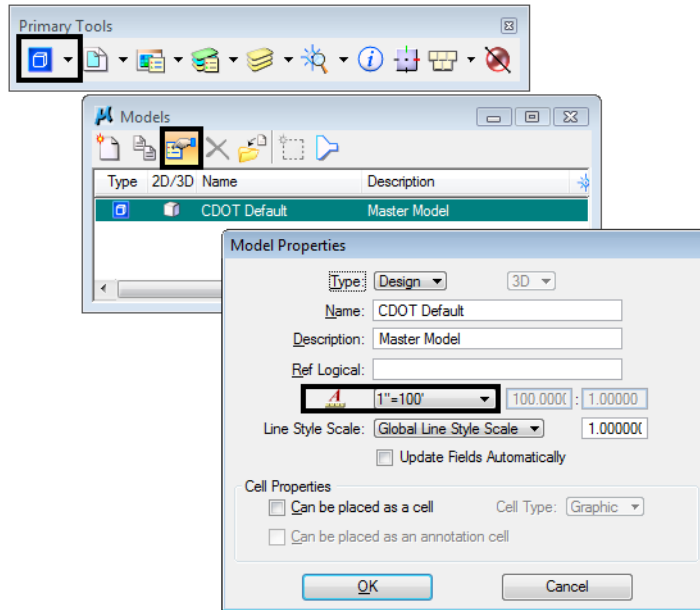 Primary Tools
Models
Type 2D/3D Name Description
CDOT Default Master Model
Model Properties
Type: Design 3D
Name: CDOT Default
Description: Master Model
Ref Logical:
A 1"=100' 100.000( : 1.00000
Line Style Scale: Global Line Style Scale 1.00000(
Update Fields Automatically
Cell Properties
Can be placed as a cell Cell Type: Graphic
Can be placed as an annotation cell
OK Cancel